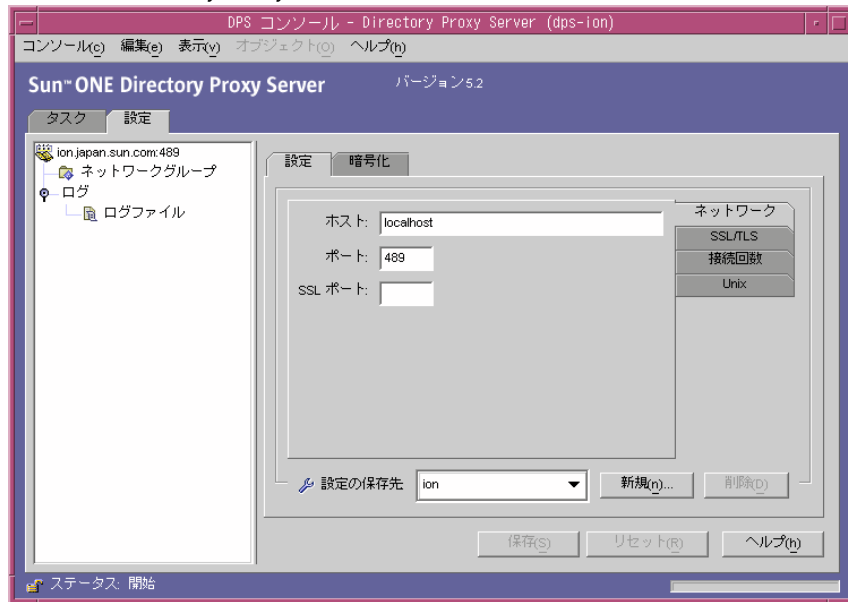 DPS コンソール - Directory Proxy Server (dps-ion)
コンソール(c) 編集(e) 表示(v) オブジェクト(o) ヘルプ(h)
Sun™ ONE Directory Proxy Server バージョン5.2
タスク 設定
ion.japan.sun.com:489
ネットワークグループ
ログ
ログファイル
設定 暗号化
ホスト: localhost
ポート: 489
SSL ポート:
ネットワーク
SSL/TLS
接続回数
Unix
設定の保存先 ion 新規(n)... 削除(D)
保存(S) リセット(R) ヘルプ(h)
ステータス: 開始